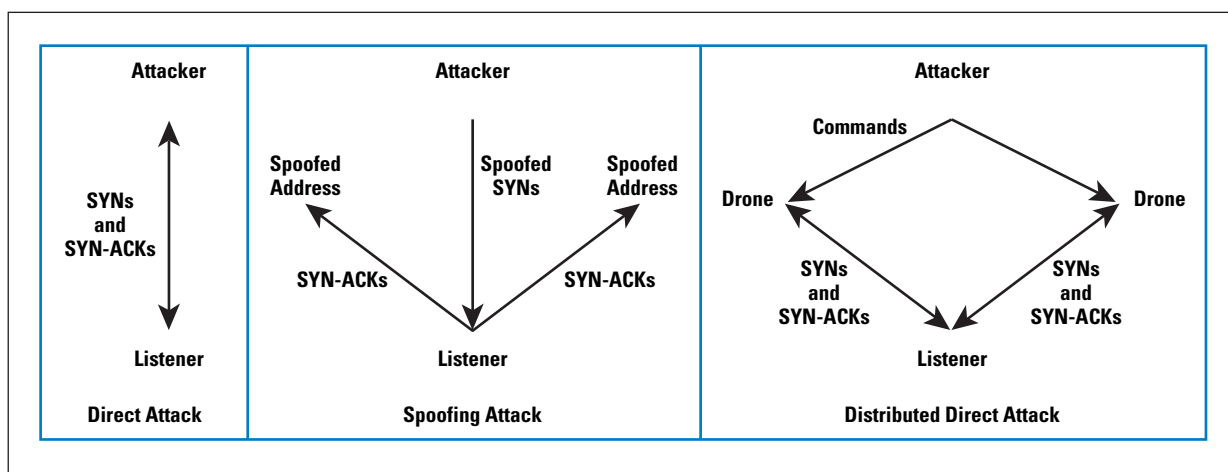 Attacker
SYNs
and
SYN-ACKs
Listener
Direct Attack
Attacker
Spoofed
Address
Spoofed
SYNs
Spoofed
Address
SYN-ACKs
SYN-ACKs
Listener
Spoofing Attack
Attacker
Commands
Drone
Drone
SYNs
and
SYN-ACKs
SYNs
and
SYN-ACKs
Listener
Distributed Direct Attack